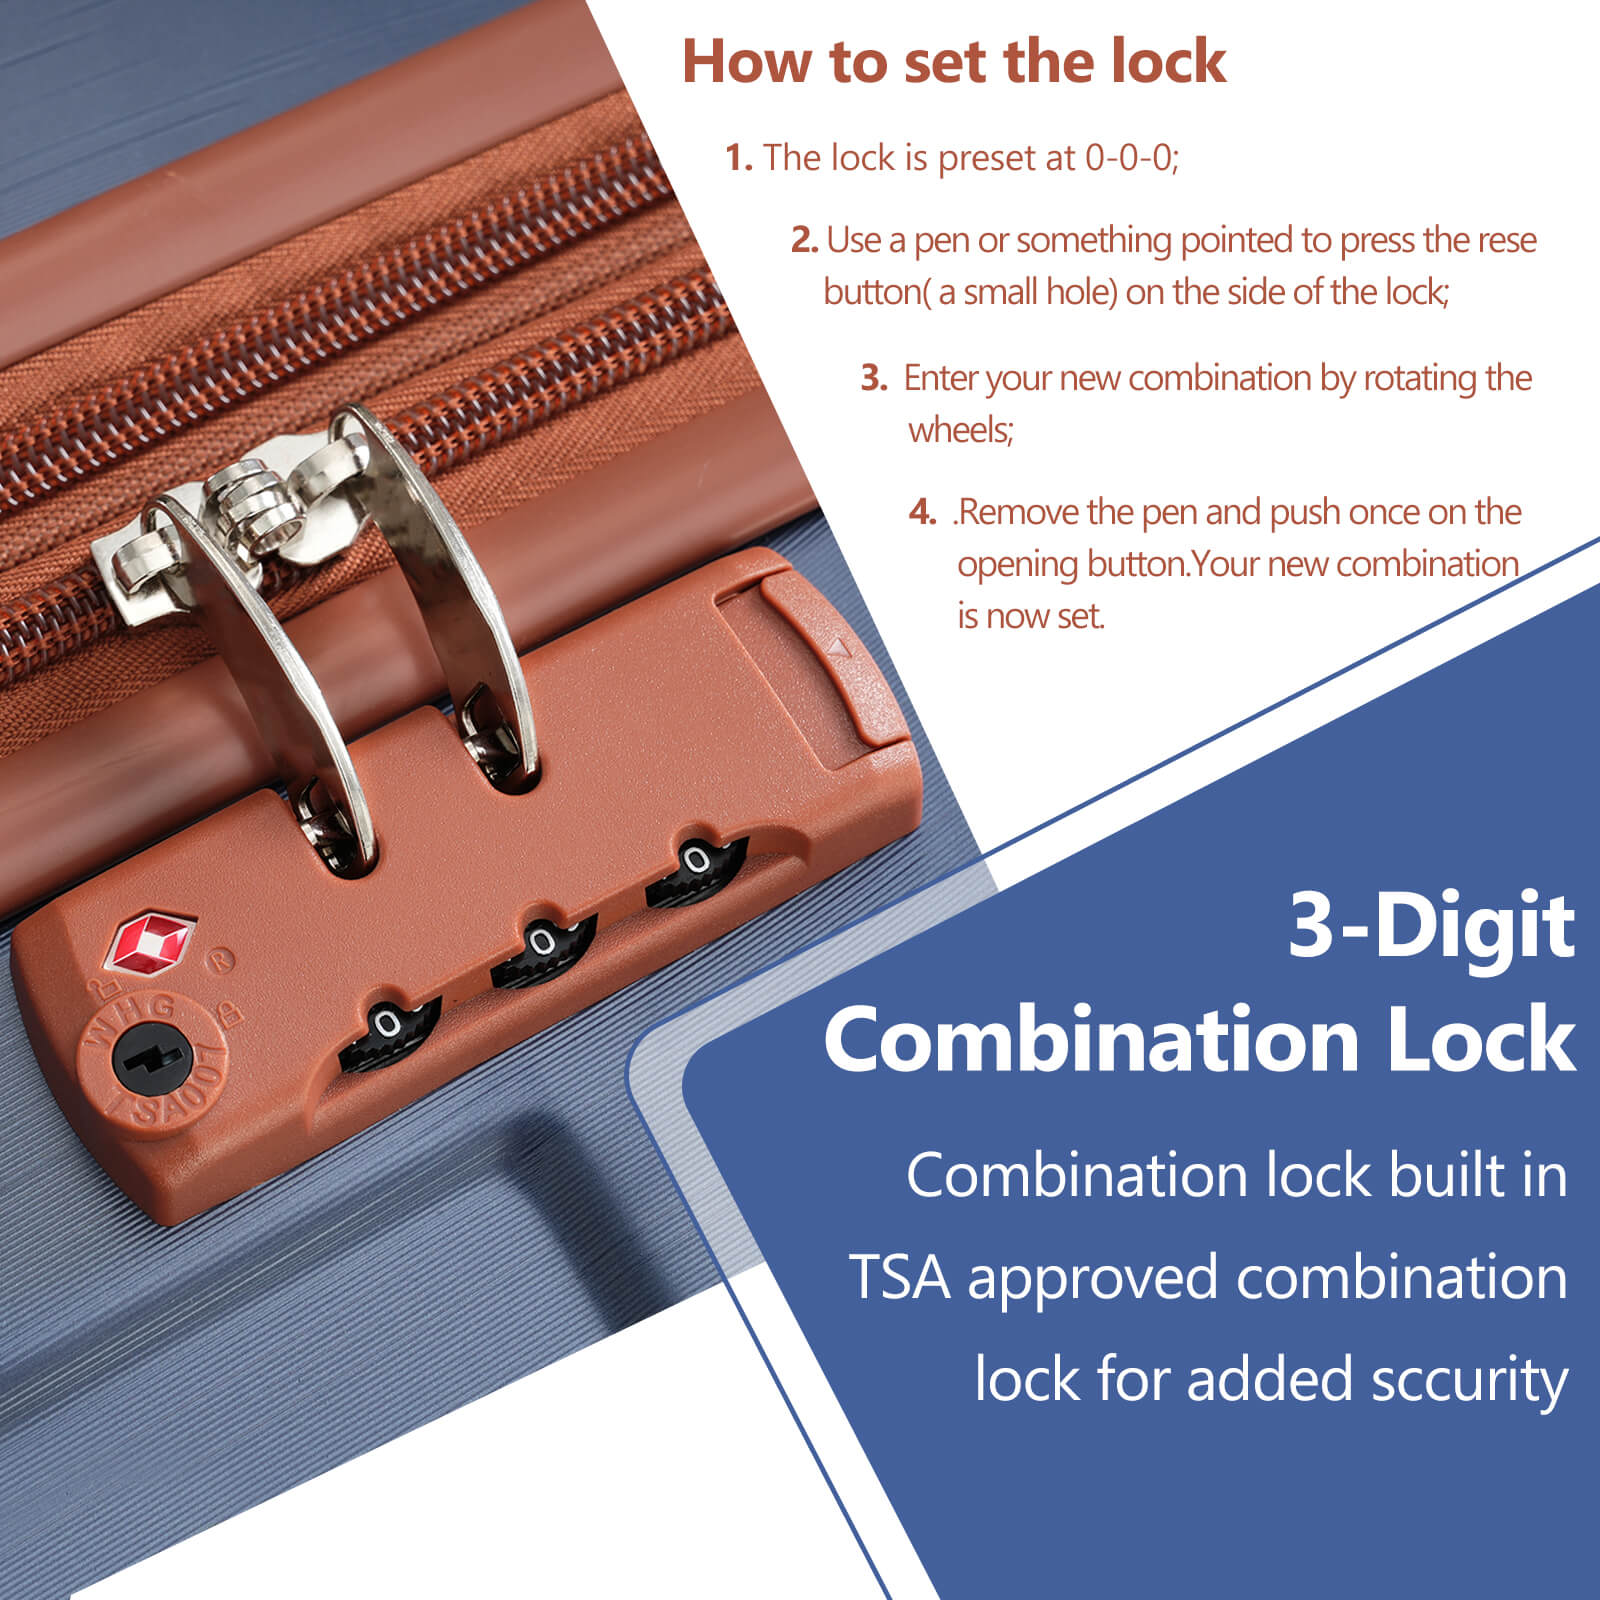 How to set the lock
1. The lock is preset at 0-0-0;
2. Use a pen or something pointed to press the rese
button( a small hole) on the side of the lock;
3. Enter your new combination by rotating the
wheels;
4. .Remove the pen and push once on the
opening button.Your new combination
is now set.
0
0
0
®
WHG
TSA007
3-Digit
Combination Lock
Combination lock built in
TSA approved combination
lock for added sccurity